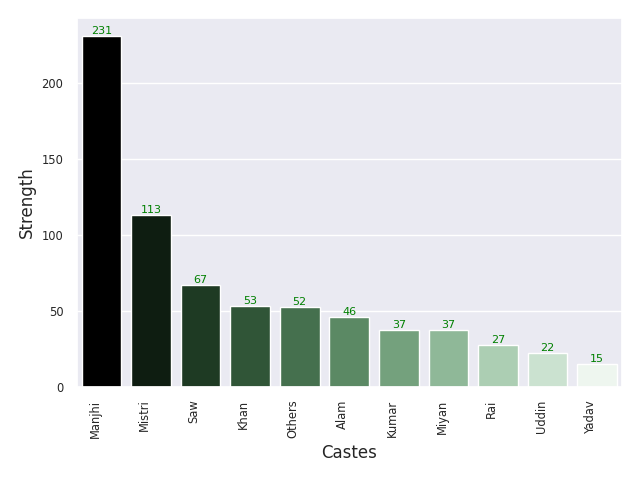 231
113
67
53
52
46
37
37
27
22
15
200
150
100
50
0
Strength
Manjhi
Mistri
Saw
Khan
Others
Alam
Kumar
Miyan
Rai
Uddin
Yadav
Castes